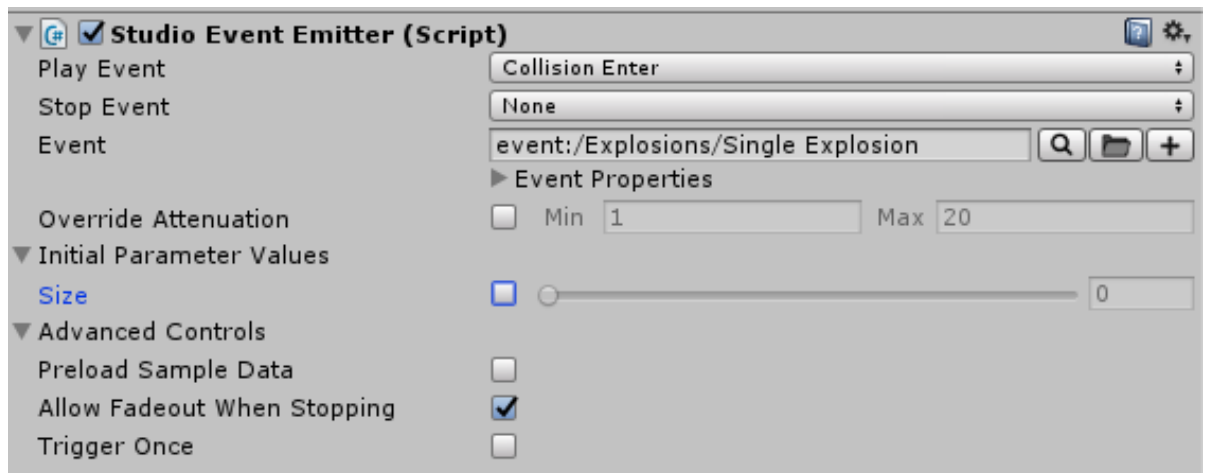 Studio Event Emitter (Script)
Play Event Collision Enter
Stop Event None
Event event:/Explosions/Single Explosion
Event Properties
Override Attenuation Min 1 Max 20
Initial Parameter Values
Size 0
Advanced Controls
Preload Sample Data
Allow Fadeout When Stopping
Trigger Once